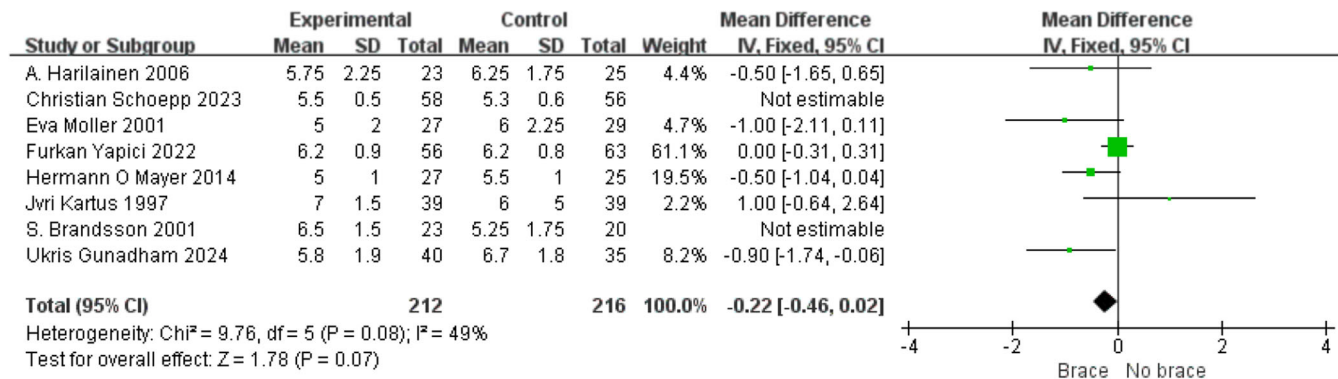 Experimental Control Mean Difference Mean Difference
Study or Subgroup Mean SD Total Mean SD Total Weight IV, Fixed, 95% CI IV, Fixed, 95% CI
A. Harilainen 2006 5.75 2.25 23 6.25 1.75 25 4.4% -0.50 [-1.65, 0.65]
Christian Schoepp 2023 5.5 0.5 58 5.3 0.6 56 Not estimable
Eva Moller 2001 5 2 27 6 2.25 29 4.7% -1.00 [-2.11, 0.11]
Furkan Yapici 2022 6.2 0.9 56 6.2 0.8 63 61.1% 0.00 [-0.31, 0.31]
Hermann O Mayer 2014 5 1 27 5.5 1 25 19.5% -0.50 [-1.04, 0.04]
Jvri Kartus 1997 7 1.5 39 6 5 39 2.2% 1.00 [-0.64, 2.64]
S. Brandsson 2001 6.5 1.5 23 5.25 1.75 20 Not estimable
Ukris Gunadham 2024 5.8 1.9 40 6.7 1.8 35 8.2% -0.90 [-1.74, -0.06]
Total (95% CI) 212 216 100.0% -0.22 [-0.46, 0.02]
Heterogeneity: Chi² = 9.76, df = 5 (P = 0.08); I² = 49%
Test for overall effect: Z = 1.78 (P = 0.07)
-4 -2 0 2 4
Brace No brace